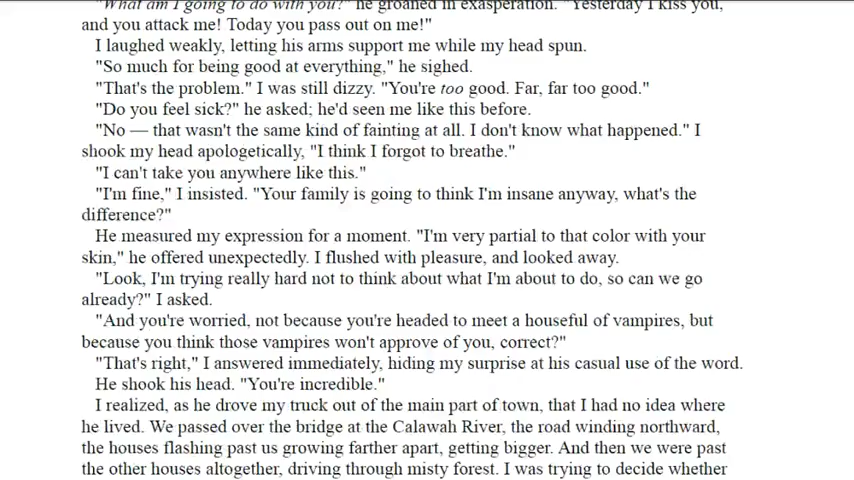 "What am I going to do with you?" he groaned in exasperation. "Yesterday I kiss you,
and you attack me! Today you pass out on me!"
I laughed weakly, letting his arms support me while my head spun.
"So much for being good at everything," he sighed.
"That's the problem." I was still dizzy. "You're too good. Far, far too good."
"Do you feel sick?" he asked; he'd seen me like this before.
"No — that wasn't the same kind of fainting at all. I don't know what happened." I
shook my head apologetically, "I think I forgot to breathe."
"I can't take you anywhere like this."
"I'm fine," I insisted. "Your family is going to think I'm insane anyway, what's the
difference?"
He measured my expression for a moment. "I'm very partial to that color with your
skin," he offered unexpectedly. I flushed with pleasure, and looked away.
"Look, I'm trying really hard not to think about what I'm about to do, so can we go
already?" I asked.
"And you're worried, not because you're headed to meet a houseful of vampires, but
because you think those vampires won't approve of you, correct?"
"That's right," I answered immediately, hiding my surprise at his casual use of the word.
He shook his head. "You're incredible."
I realized, as he drove my truck out of the main part of town, that I had no idea where
he lived. We passed over the bridge at the Calawah River, the road winding northward,
the houses flashing past us growing farther apart, getting bigger. And then we were past
the other houses altogether, driving through misty forest. I was trying to decide whether